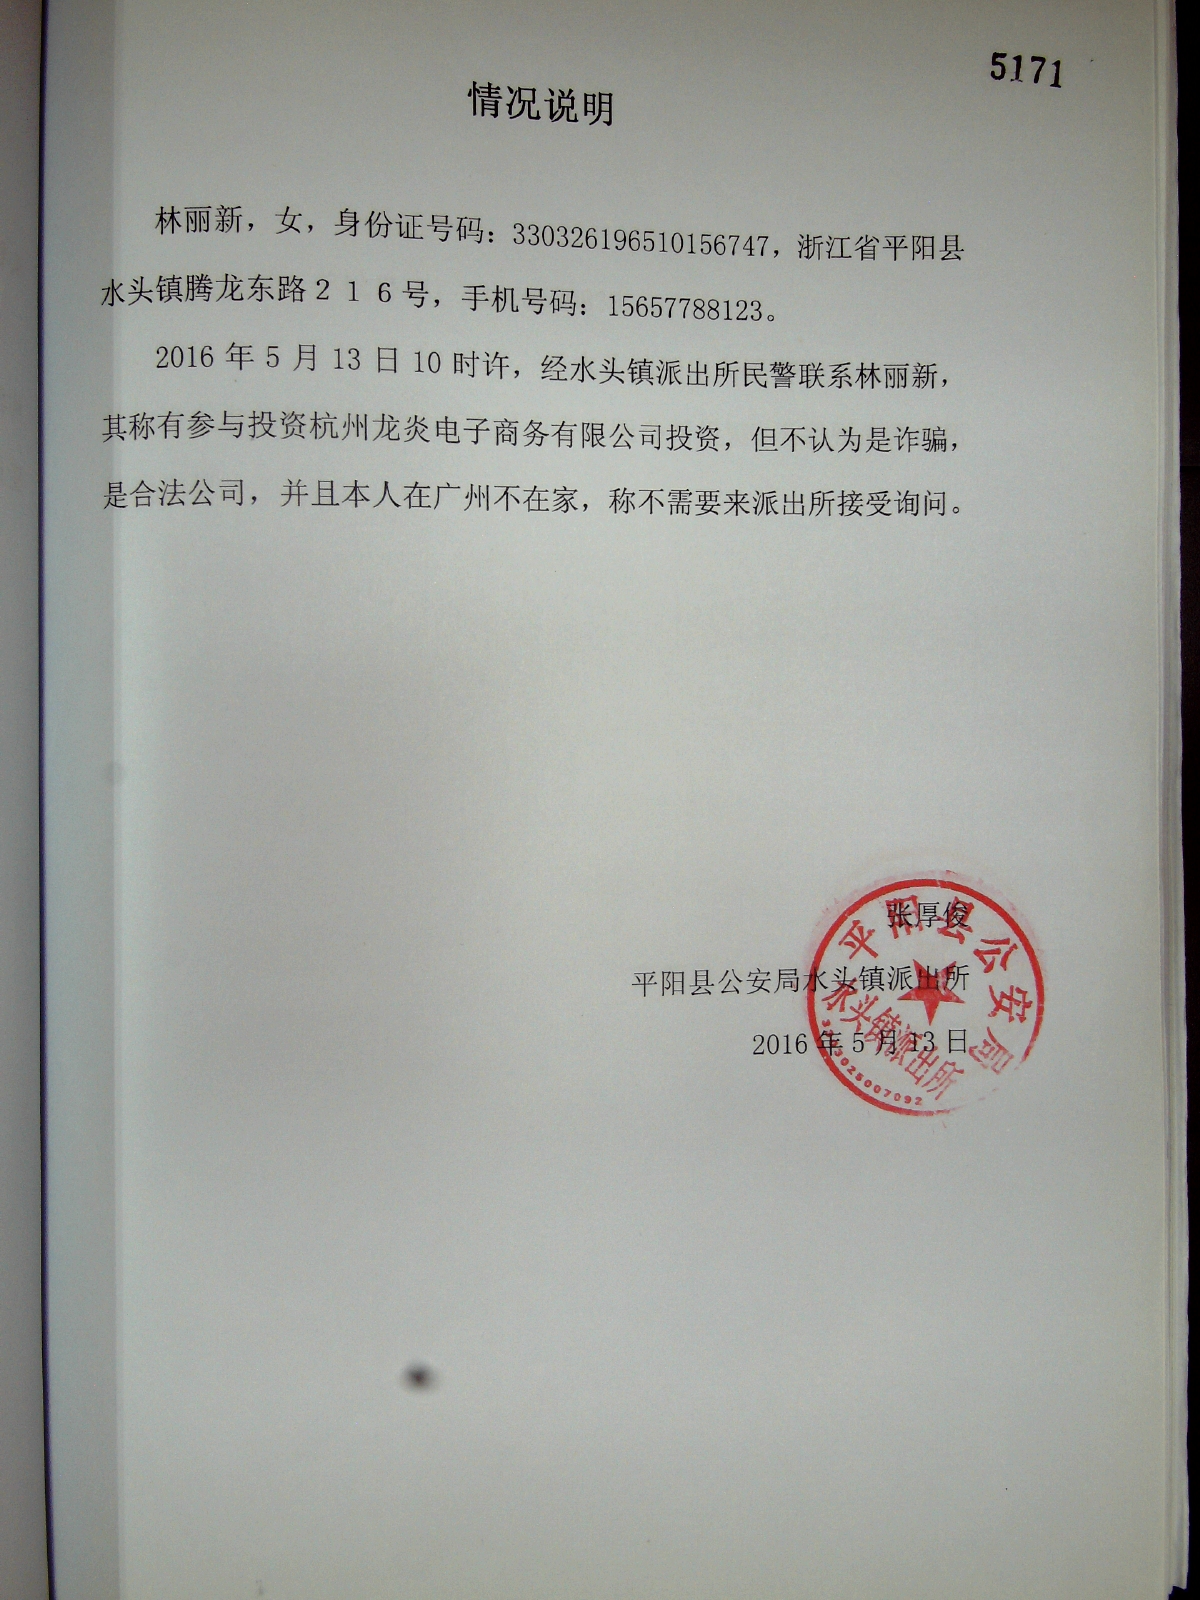 5171
情况说明
林丽新，女，身份证号码：330326196510156747，浙江省平阳县
水头镇腾龙东路２１６号，手机号码：15657788123。
2016 年 5 月 13 日 10 时许，经水头镇派出所民警联系林丽新，
其称有参与投资杭州龙炎电子商务有限公司投资，但不认为是诈骗，
是合法公司，并且本人在广州不在家，称不需要来派出所接受询问。
张厚俊
平阳县公安局水头镇派出所
2016 年 5 月 13 日
平阳县公安局
水头镇派出所